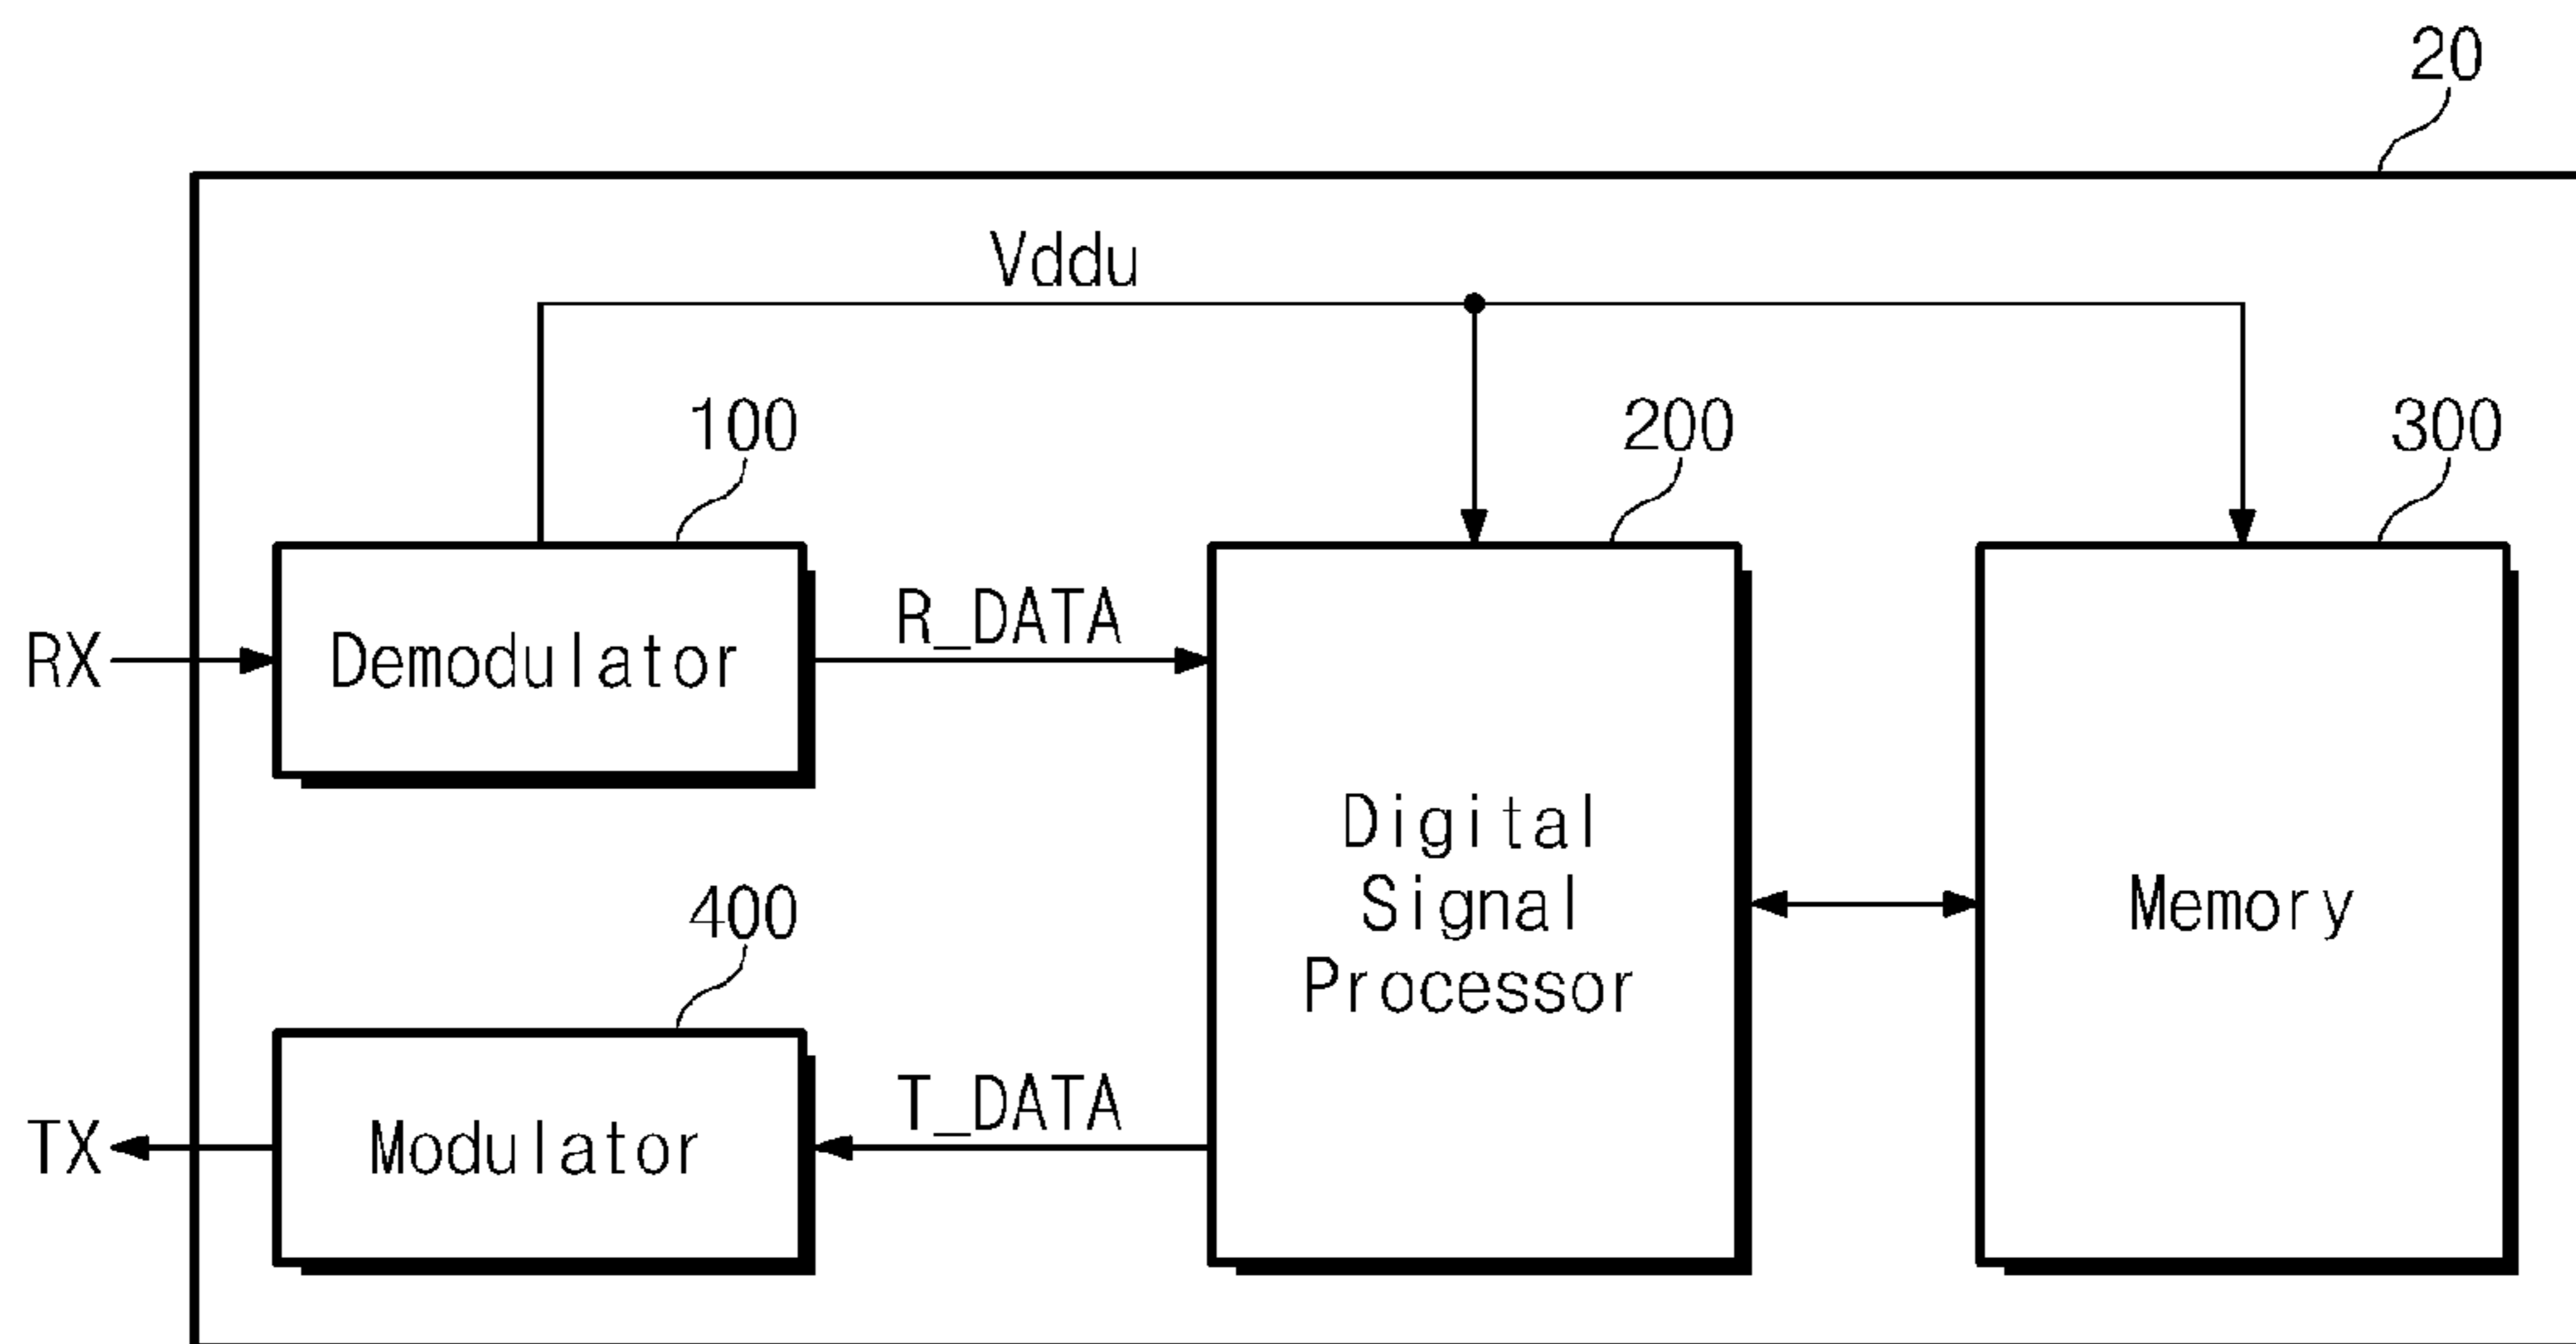 20
Vddu
100
200
300
RX
Demodulator
R_DATA
Digital
Signal
Processor
Memory
400
TX
Modulator
T_DATA